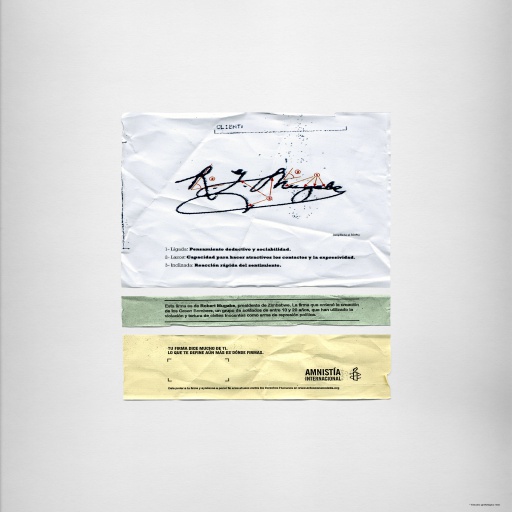 CLIENTE
R. G. Mugabe
1- Ligada: Pensamiento deductivo y sociabilidad.
2- Lazos: Capacidad para hacer atractivos los contactos y la expresividad.
3- Inclinada: Reacción rápida del sentimiento.
Esta firma es de Robert Mugabe, presidente de Zimbabwe. La firma que ordenó la creación
de los Green Bombers, un grupo de soldados de entre 10 y 20 años, que han utilizado la
violación y tortura de civiles inocentes como arma de represión política.
TU FIRMA DICE MUCHO DE TI.
LO QUE TE DEFINE AÚN MÁS ES DÓNDE FIRMAS.
AMNISTÍA
INTERNACIONAL